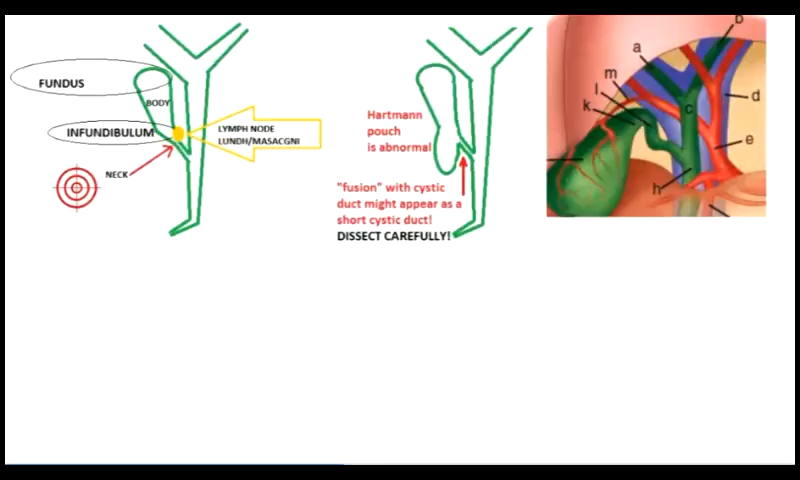 FUNDUS
BODY
INFUNDIBULUM
LYMPH NODE
LUNDH/MASACGNI
NECK
Hartmann
pouch
is abnormal
"fusion" with cystic
duct might appear as a
short cystic duct!
DISSECT CAREFULLY!
a
b
m
l
k
c
d
e
h